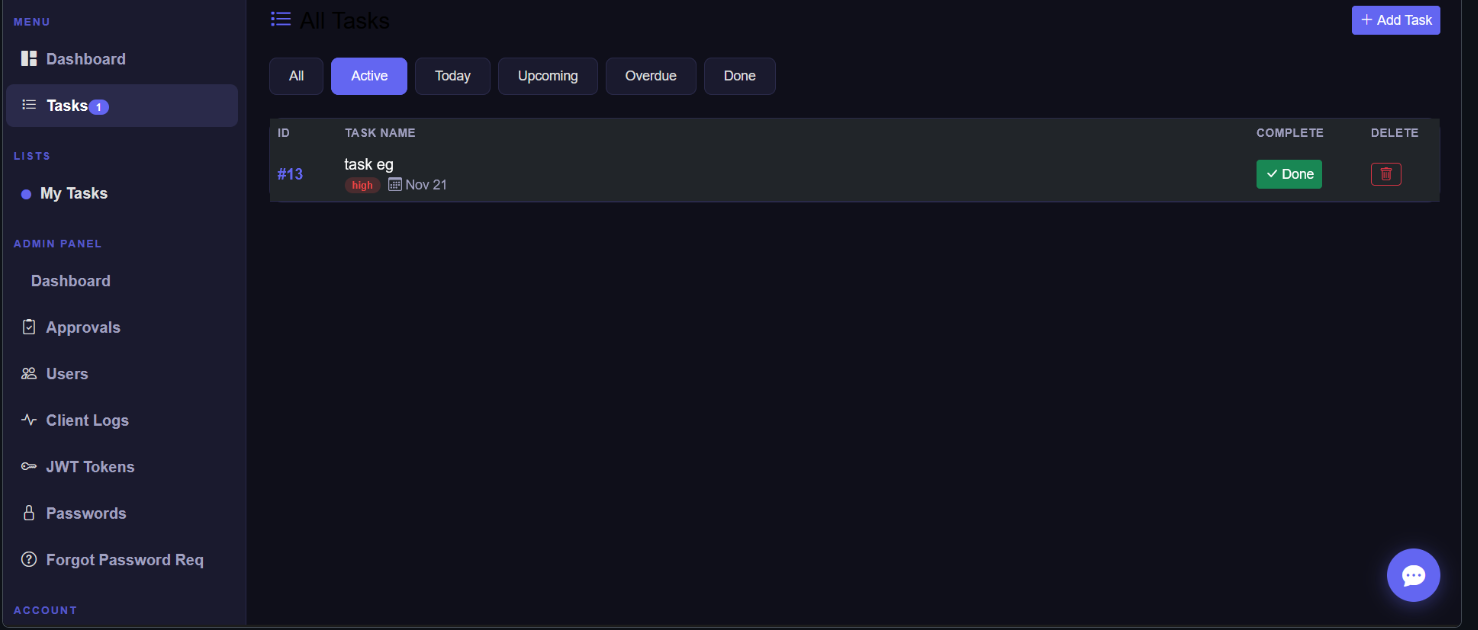 MENU
Dashboard
Tasks 1
LISTS
My Tasks
ADMIN PANEL
Dashboard
Approvals
Users
Client Logs
JWT Tokens
Passwords
Forgot Password Req
ACCOUNT
All Tasks
+ Add Task
All Active Today Upcoming Overdue Done
ID TASK NAME COMPLETE DELETE
#13 task eg Done
high Nov 21